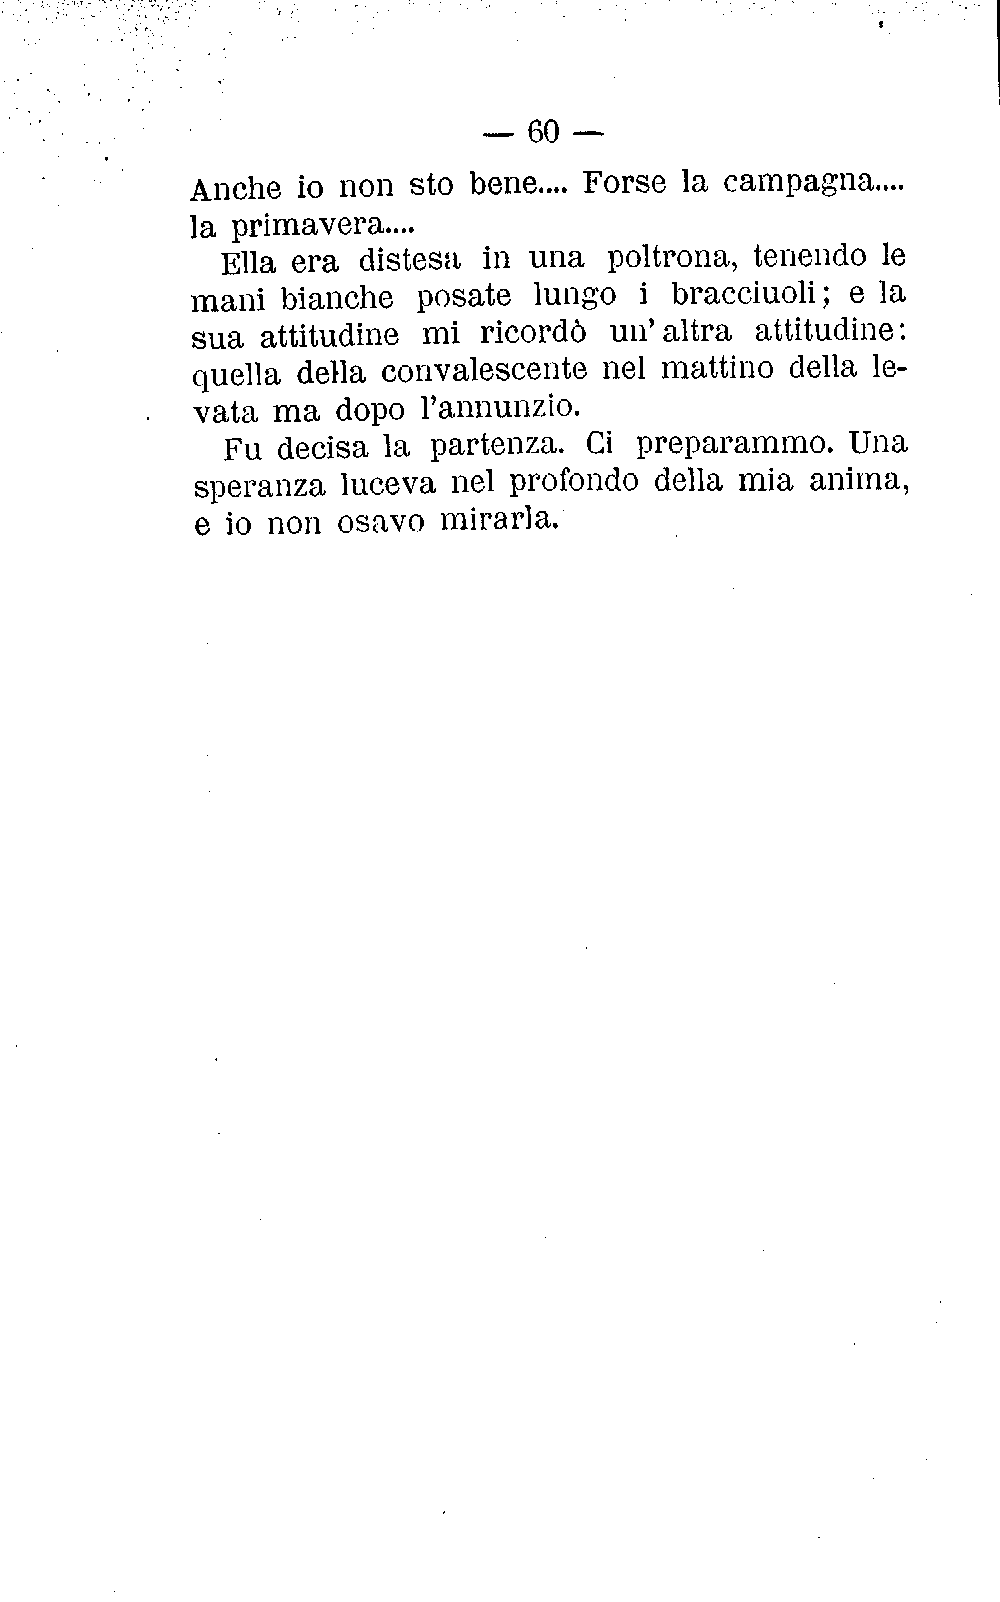 — 60 —
Anche io non sto bene.... Forse la campagna....
la primavera....
Ella era distesa in una poltrona, tenendo le
mani bianche posate lungo i bracciuoli; e la
sua attitudine mi ricordò un' altra attitudine:
quella della convalescente nel mattino della le-
vata ma dopo l'annunzio.
Fu decisa la partenza. Ci preparammo. Una
speranza luceva nel profondo della mia anima,
e io non osavo mirarla.